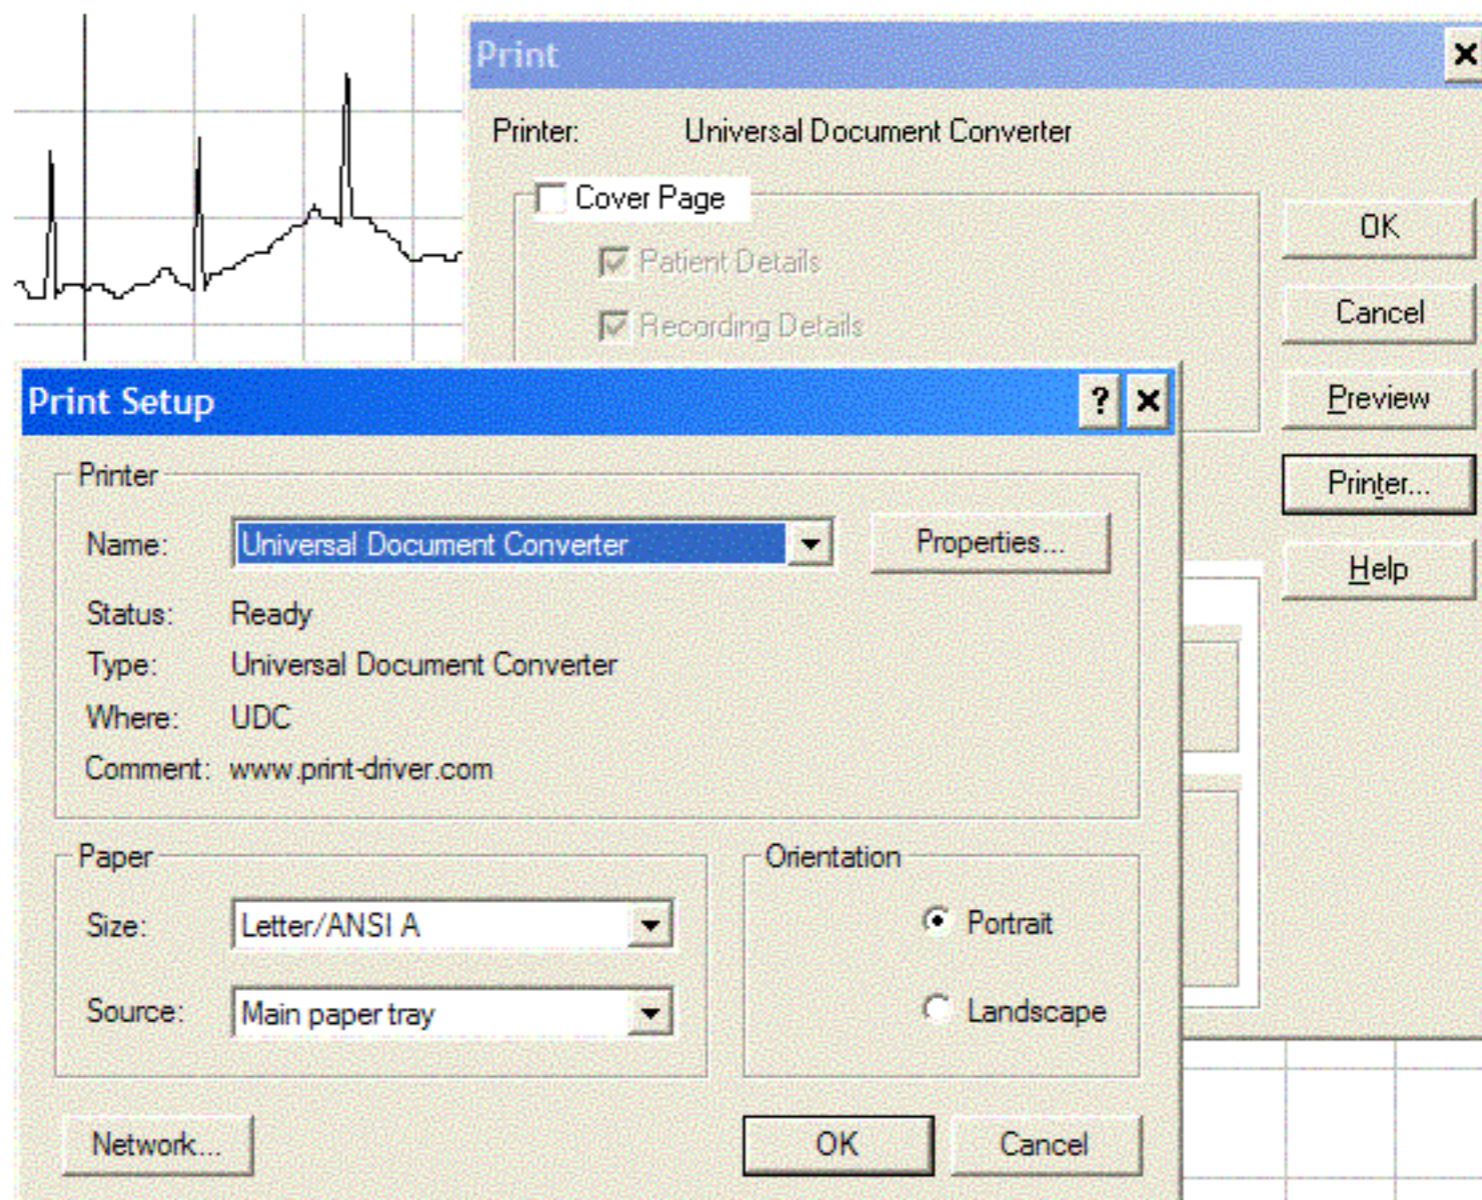 Print
Printer: Universal Document Converter
Cover Page
Patient Details
Recording Details
OK
Cancel
Preview
Printer...
Help
Print Setup
Printer
Name: Universal Document Converter Properties...
Status: Ready
Type: Universal Document Converter
Where: UDC
Comment: www.print-driver.com
Paper
Size: Letter/ANSI A
Source: Main paper tray
Orientation
Portrait
Landscape
Network... OK Cancel